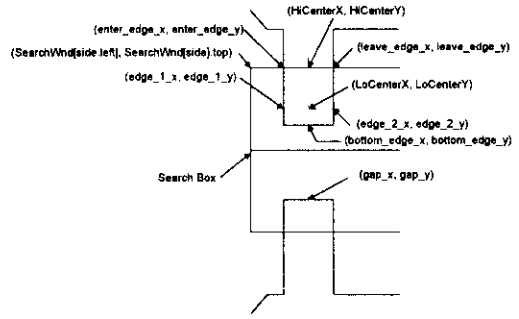 (HiCenterX, HiCenterY)
(enter_edge_x, enter_edge_y)
(SearchWnd[side.left], SearchWnd[side].top)
(leave_edge_x, leave_edge_y)
(edge_1_x, edge_1_y)
(LoCenterX, LoCenterY)
(edge_2_x, edge_2_y)
(bottom_edge_x, bottom_edge_y)
Search Box
(gap_x, gap_y)